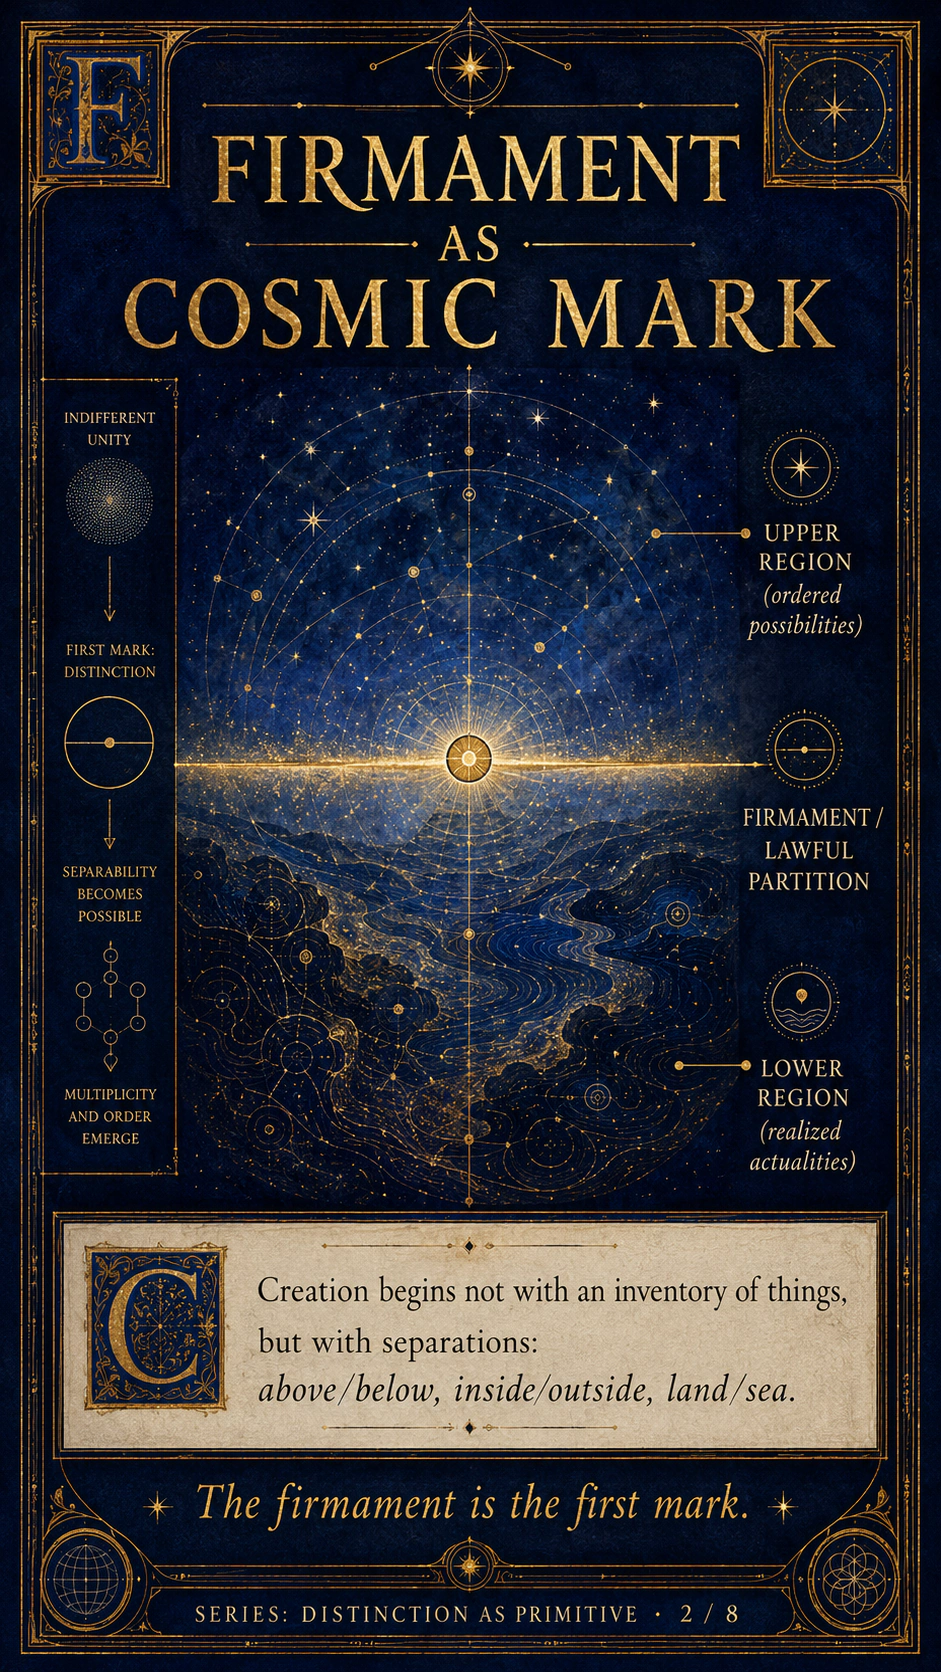 F
FIRMAMENT
AS
COSMIC MARK
INDIFFERENT
UNITY
FIRST MARK:
DISTINCTION
SEPARABILITY
BECOMES
POSSIBLE
MULTIPLICITY
AND ORDER
EMERGE
UPPER
REGION
(ordered
possibilities)
FIRMAMENT /
LAWFUL
PARTITION
LOWER
REGION
(realized
actualities)
C
Creation begins not with an inventory of things,
but with separations:
above/below, inside/outside, land/sea.
The firmament is the first mark.
SERIES: DISTINCTION AS PRIMITIVE · 2 / 8